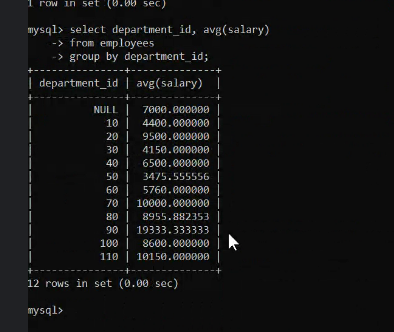 1 row in set (0.00 sec)
mysql> select department_id, avg(salary)
    -> from employees
    -> group by department_id;
+---------------+--------------+
| department_id | avg(salary)  |
+---------------+--------------+
|          NULL |  7000.000000 |
|            10 |  4400.000000 |
|            20 |  9500.000000 |
|            30 |  4150.000000 |
|            40 |  6500.000000 |
|            50 |  3475.555556 |
|            60 |  5760.000000 |
|            70 | 10000.000000 |
|            80 |  8955.882353 |
|            90 | 19333.333333 |
|           100 |  8600.000000 |
|           110 | 10150.000000 |
+---------------+--------------+
12 rows in set (0.00 sec)
mysql>